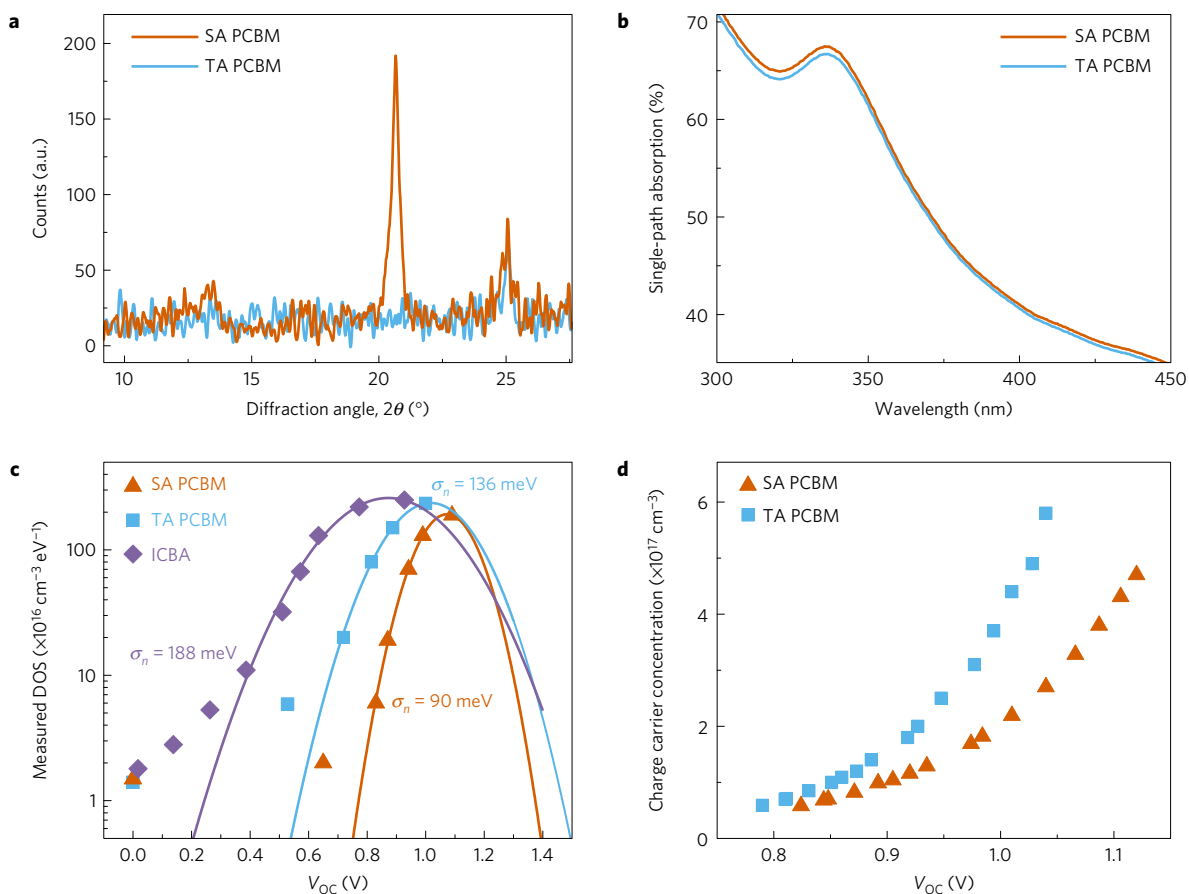 a
SA PCBM
TA PCBM
200
150
100
50
0
10
15
20
25
Counts (a.u.)
Diffraction angle, 2θ (°)
b
SA PCBM
TA PCBM
70
60
50
40
300
350
400
450
Single-path absorption (%)
Wavelength (nm)
c
SA PCBM
TA PCBM
ICBA
σn = 136 meV
σn = 188 meV
σn = 90 meV
100
10
1
0.0
0.2
0.4
0.6
0.8
1.0
1.2
1.4
Measured DOS (×10¹⁶ cm⁻³ eV⁻¹)
VOC (V)
d
SA PCBM
TA PCBM
6
4
2
0
0.8
0.9
1.0
1.1
Charge carrier concentration (×10¹⁷ cm⁻³)
VOC (V)